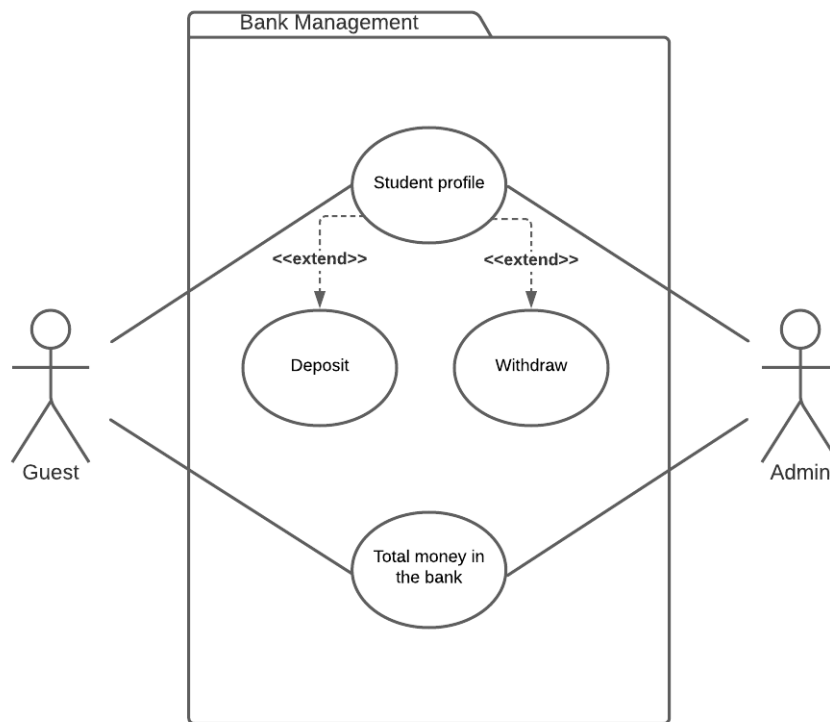 Bank Management
Student profile
<<extend>>
<<extend>>
Deposit
Withdraw
Guest
Admin
Total money in
the bank